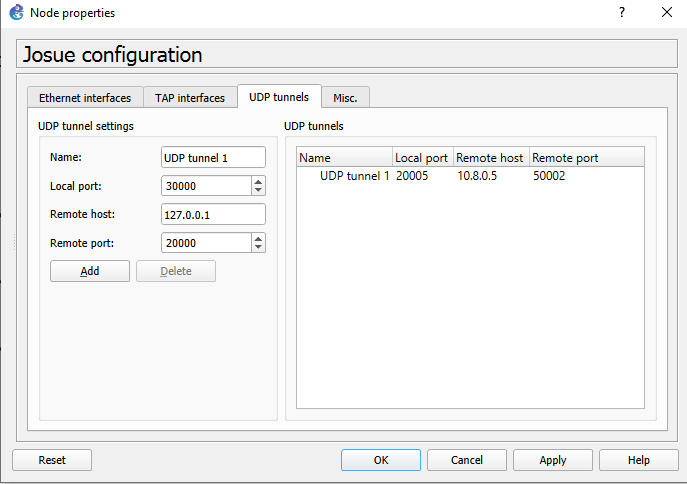 Node properties
?
Josue configuration
Ethernet interfaces TAP interfaces UDP tunnels Misc.
UDP tunnel settings
Name: UDP tunnel 1
Local port: 30000
Remote host: 127.0.0.1
Remote port: 20000
Add Delete
UDP tunnels
Name Local port Remote host Remote port
UDP tunnel 1 20005 10.8.0.5 50002
Reset OK Cancel Apply Help